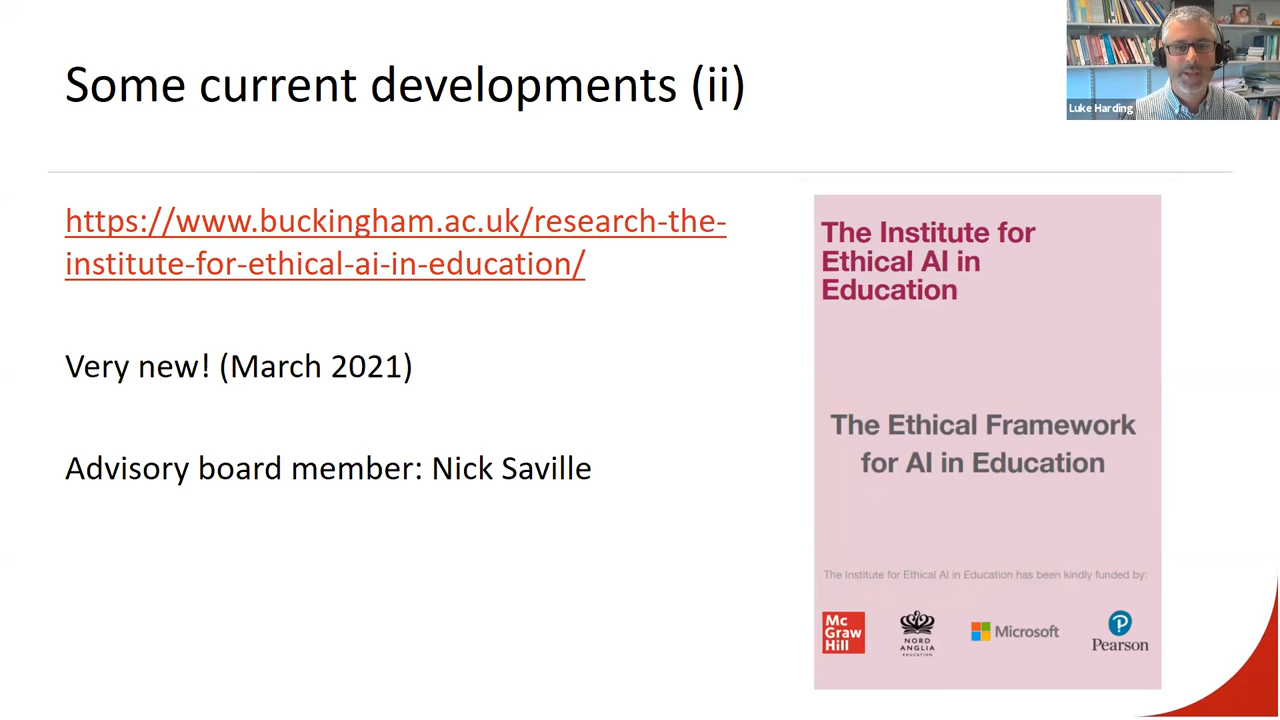 Some current developments (ii)
Luke Harding
https://www.buckingham.ac.uk/research-the-
institute-for-ethical-ai-in-education/
Very new! (March 2021)
Advisory board member: Nick Saville
The Institute for
Ethical AI in
Education
The Ethical Framework
for AI in Education
The Institute for Ethical AI in Education has been kindly funded by:
Mc
Graw
Hill
NORD
ANGLIA
EDUCATION
Microsoft
Pearson